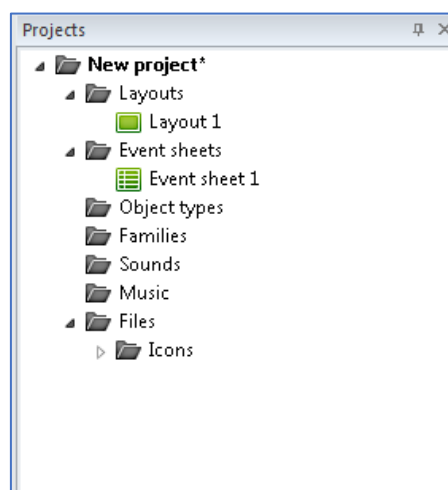 Projects
New project*
Layouts
Layout 1
Event sheets
Event sheet 1
Object types
Families
Sounds
Music
Files
Icons